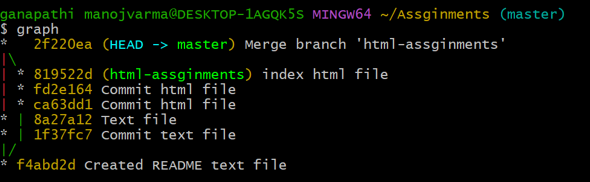 ganapathi manojvarma@DESKTOP-1AGQK5S MINGW64 ~/Assginments (master)
$ graph
*   2f220ea (HEAD -> master) Merge branch 'html-assginments'
|\
| * 819522d (html-assginments) index html file
| * fd2e164 Commit html file
| * ca63dd1 Commit html file
* | 8a27a12 Text file
* | 1f37fc7 Commit text file
|/
* f4abd2d Created README text file